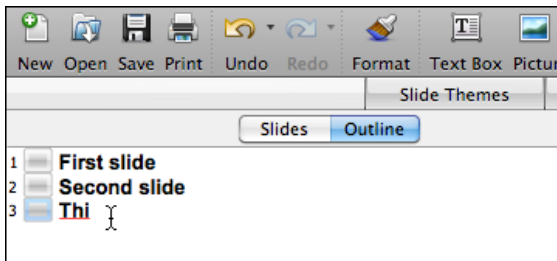 New Open Save Print Undo Redo Format Text Box Pictur
Slide Themes
Slides Outline
1 First slide
2 Second slide
3 Thi